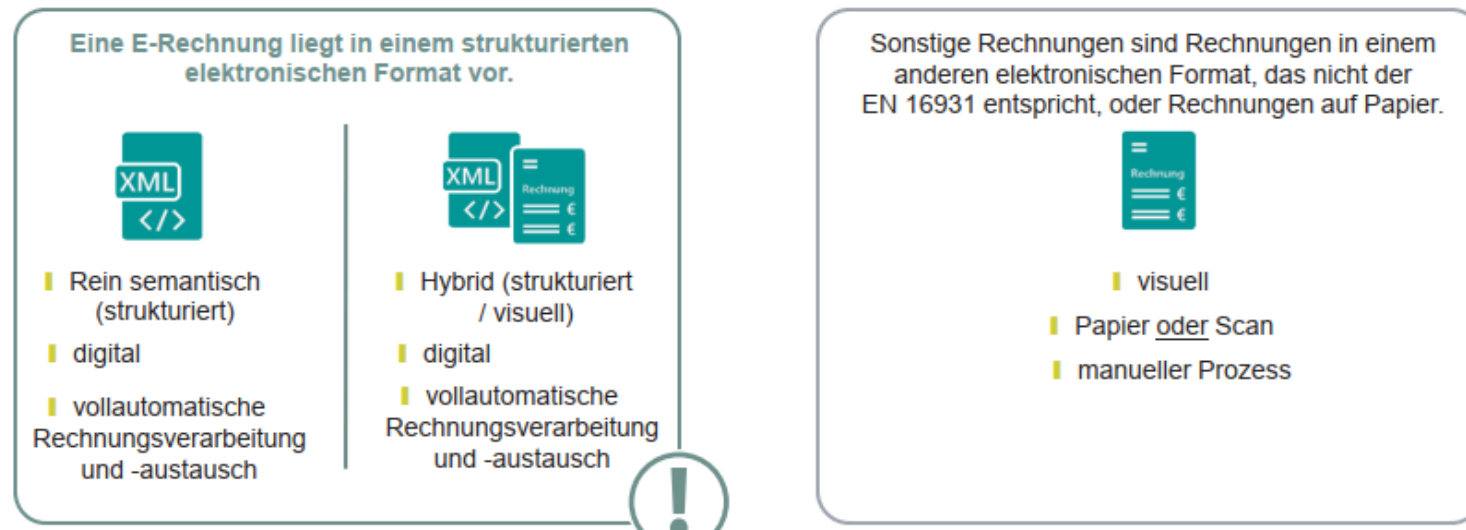 Eine E-Rechnung liegt in einem strukturierten
elektronischen Format vor.
XML
</>
Rein semantisch
(strukturiert)
digital
vollautomatische
Rechnungsverarbeitung
und -austausch
XML
</>
Rechnung
€
€
Hybrid (strukturiert
/ visuell)
digital
vollautomatische
Rechnungsverarbeitung
und -austausch
!
Sonstige Rechnungen sind Rechnungen in einem
anderen elektronischen Format, das nicht der
EN 16931 entspricht, oder Rechnungen auf Papier.
Rechnung
€
€
visuell
Papier oder Scan
manueller Prozess